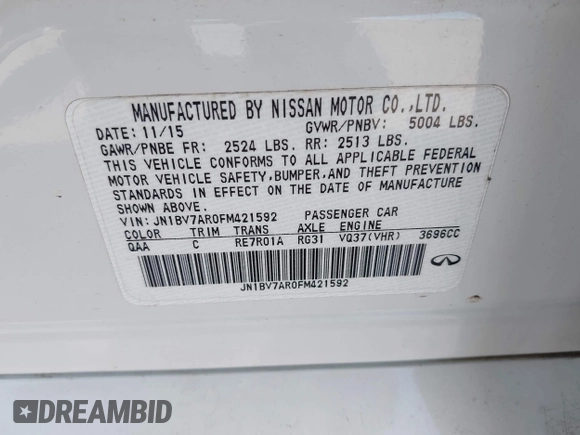 MANUFACTURED BY NISSAN MOTOR CO.,LTD.
DATE: 11/15 GVWR/PNBV: 5004 LBS.
GAWR/PNBE FR: 2524 LBS. RR: 2513 LBS.
THIS VEHICLE CONFORMS TO ALL APPLICABLE FEDERAL
MOTOR VEHICLE SAFETY,BUMPER,AND THEFT PREVENTION
STANDARDS IN EFFECT ON THE DATE OF MANUFACTURE
SHOWN ABOVE.
VIN: JN1BV7AR0FM421592 PASSENGER CAR
COLOR TRIM TRANS AXLE ENGINE
QAA C RE7R01A RG31 VQ37(VHR) 3696CC
JN1BV7AR0FM421592
DREAMBID